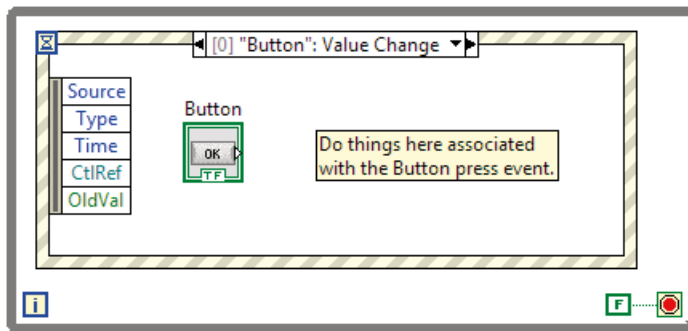 [0] "Button": Value Change
Source
Type
Time
CtlRef
OldVal
Button
OK
TF
Do things here associated
with the Button press event.
i
F